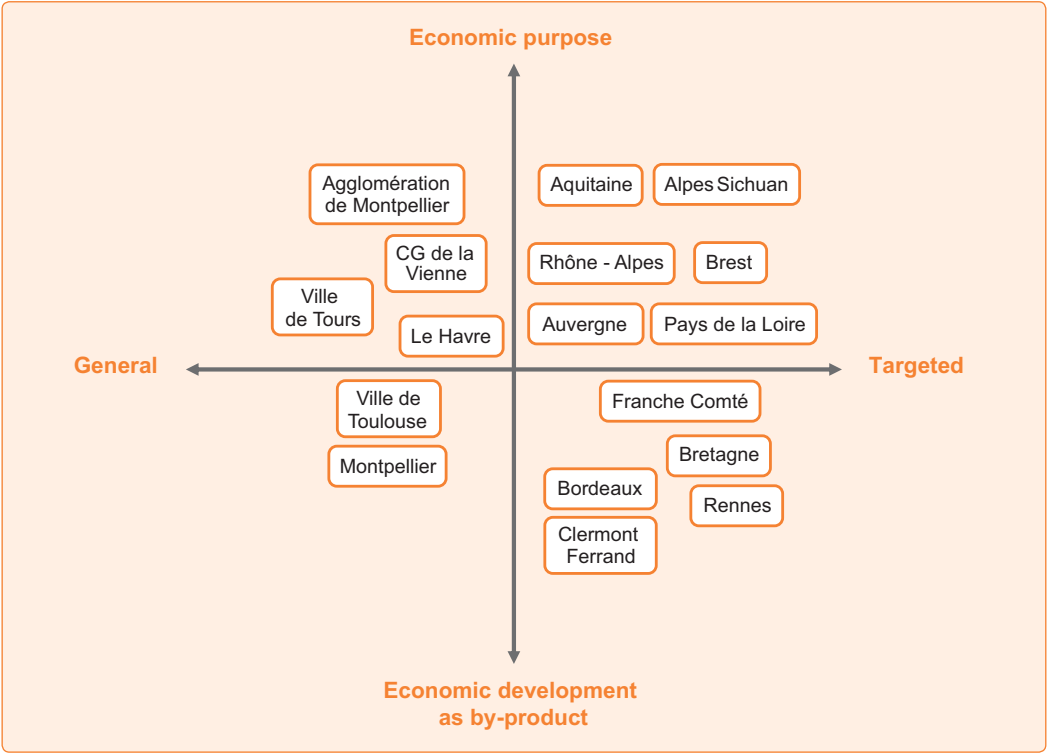 Economic purpose
Agglomération
de Montpellier
Aquitaine
Alpes Sichuan
CG de la
Vienne
Rhône - Alpes
Brest
Ville
de Tours
Le Havre
Auvergne
Pays de la Loire
General
Targeted
Ville de
Toulouse
Franche Comté
Montpellier
Bretagne
Bordeaux
Rennes
Clermont
Ferrand
Economic development
as by-product